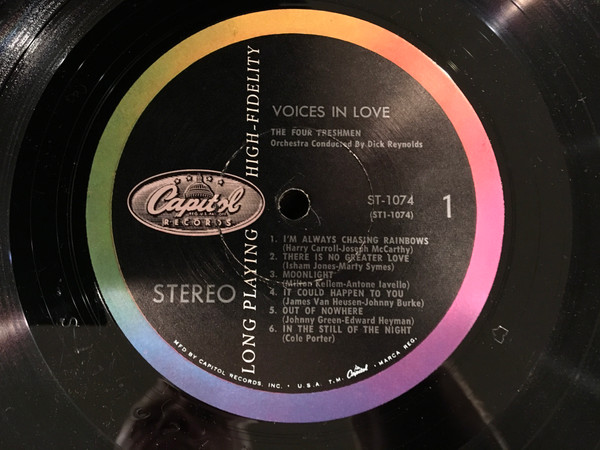 VOICES IN LOVE
THE FOUR FRESHMEN
Orchestra Conducted By Dick Reynolds
LONG PLAYING HIGH-FIDELITY
Capitol
RECORDS
ST-1074
(ST1-1074)
1
STEREO
1. I'M ALWAYS CHASING RAINBOWS
(Harry Carroll-Joseph McCarthy)
2. THERE IS NO GREATER LOVE
(Isham Jones-Marty Symes)
3. MOONLIGHT
(Milton Kellem-Antone Iavello)
4. IT COULD HAPPEN TO YOU
(James Van Heusen-Johnny Burke)
5. OUT OF NOWHERE
(Johnny Green-Edward Heyman)
6. IN THE STILL OF THE NIGHT
(Cole Porter)
MFD BY CAPITOL RECORDS, INC. • U.S.A. T.M. Capitol • MARCA REG.